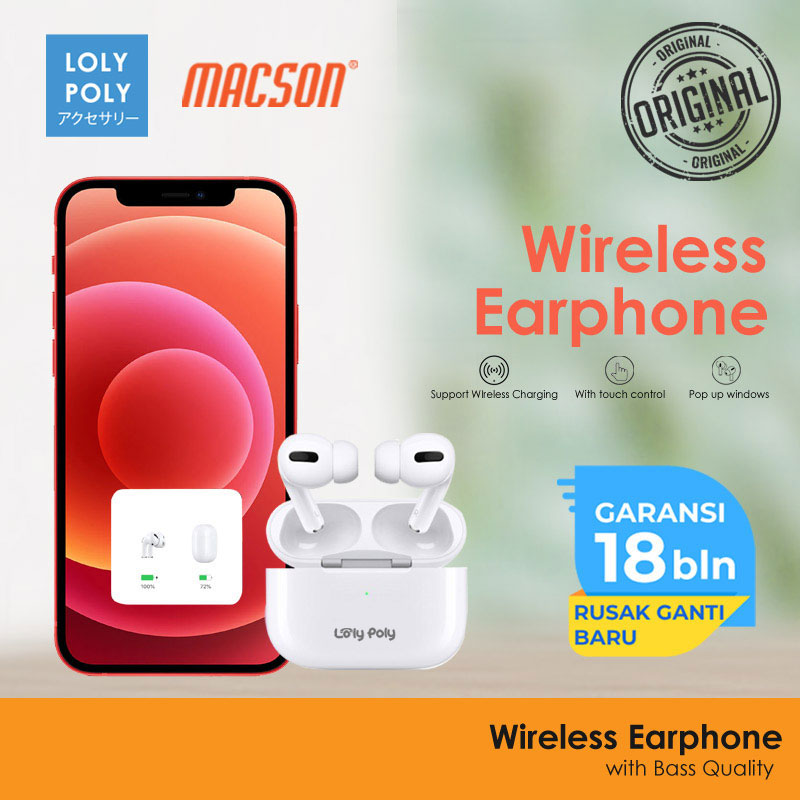 LOLY
POLY
アクセサリー
MACSON®
ORIGINAL
ORIGINAL
ORIGINAL
Wireless
Earphone
Support Wireless Charging
With touch control
Pop up windows
100%
72%
Loly Poly
GARANSI
18 bln
RUSAK GANTI
BARU
Wireless Earphone
with Bass Quality